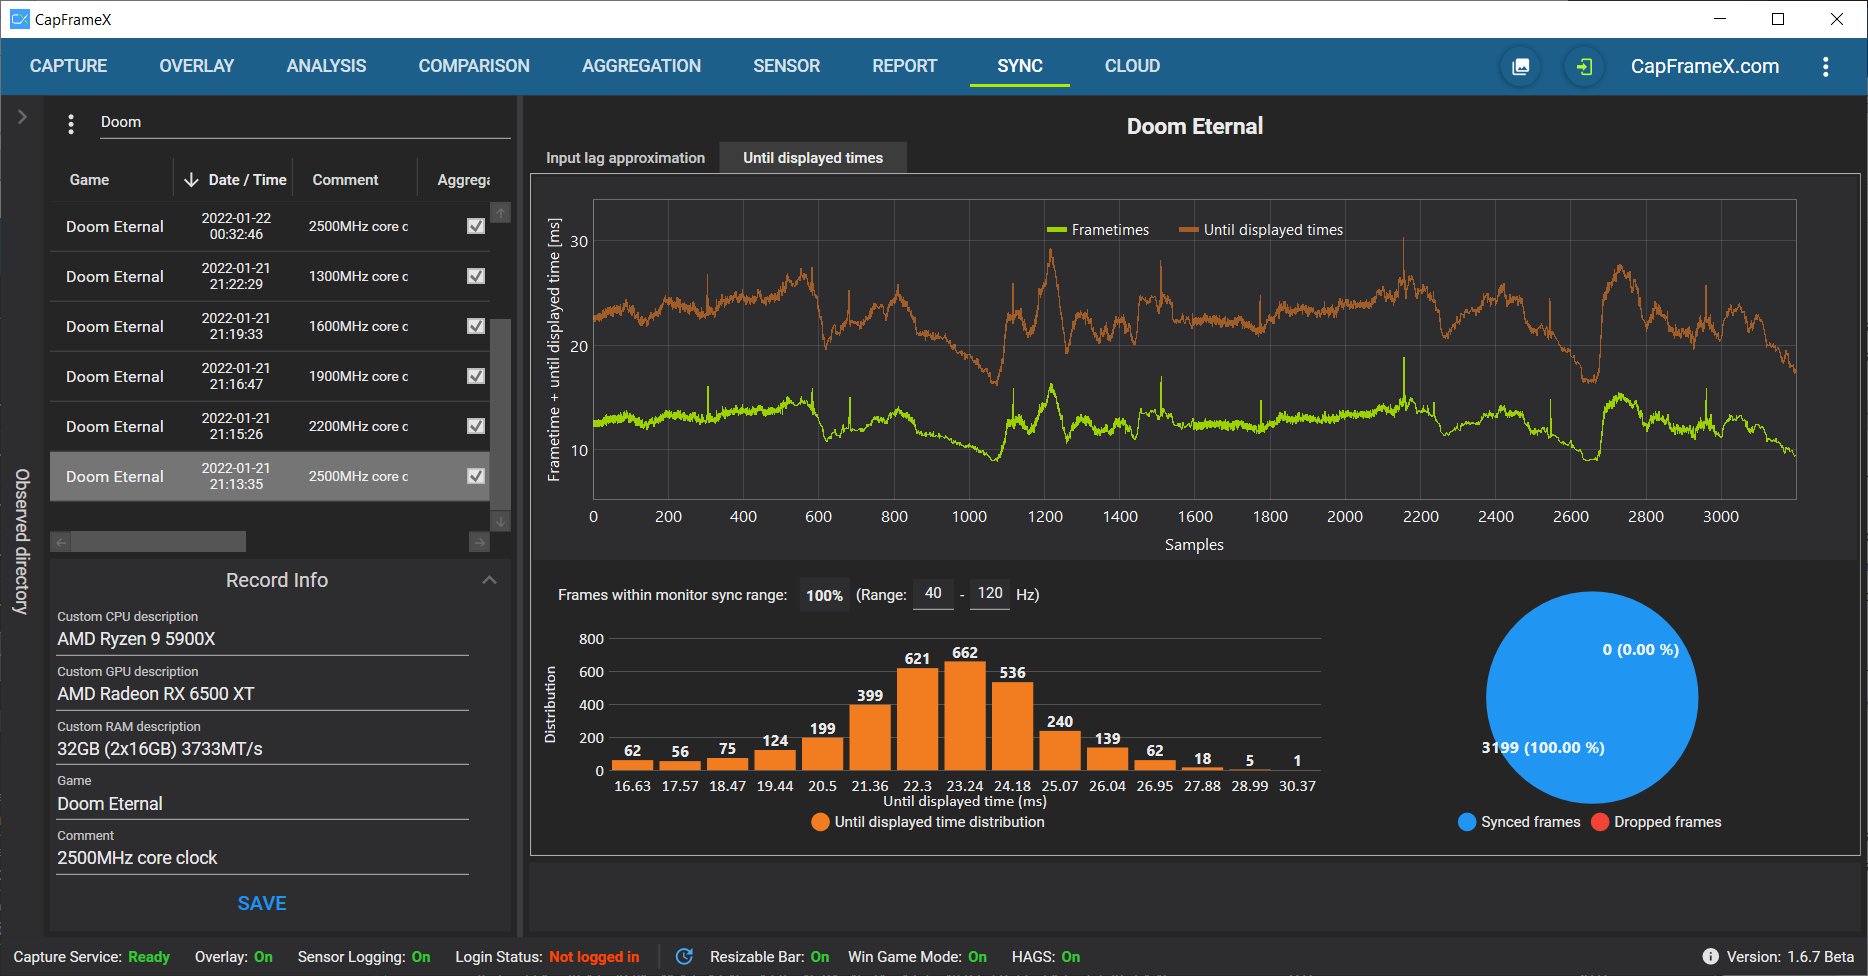 CapFrameX
CAPTURE OVERLAY ANALYSIS COMPARISON AGGREGATION SENSOR REPORT SYNC CLOUD CapFrameX.com
Observed directory
Doom
Game Date / Time Comment Aggrega
Doom Eternal 2022-01-22 00:32:46 2500MHz core c
Doom Eternal 2022-01-21 21:22:29 1300MHz core c
Doom Eternal 2022-01-21 21:19:33 1600MHz core c
Doom Eternal 2022-01-21 21:16:47 1900MHz core c
Doom Eternal 2022-01-21 21:15:26 2200MHz core c
Doom Eternal 2022-01-21 21:13:35 2500MHz core c
Record Info
Custom CPU description
AMD Ryzen 9 5900X
Custom GPU description
AMD Radeon RX 6500 XT
Custom RAM description
32GB (2x16GB) 3733MT/s
Game
Doom Eternal
Comment
2500MHz core clock
SAVE
Doom Eternal
Input lag approximation Until displayed times
Frametimes Until displayed times
Frametime + until displayed time [ms]
30
20
10
0 200 400 600 800 1000 1200 1400 1600 1800 2000 2200 2400 2600 2800 3000
Samples
Frames within monitor sync range: 100% (Range: 40 - 120 Hz)
Distribution
800
600
400
200
0
62 56 75 124 199 399 621 662 536 240 139 62 18 5 1
16.63 17.57 18.47 19.44 20.5 21.36 22.3 23.24 24.18 25.07 26.04 26.95 27.88 28.99 30.37
Until displayed time (ms)
Until displayed time distribution
0 (0.00 %)
3199 (100.00 %)
Synced frames Dropped frames
Capture Service: Ready Overlay: On Sensor Logging: On Login Status: Not logged in Resizable Bar: On Win Game Mode: On HAGS: On Version: 1.6.7 Beta